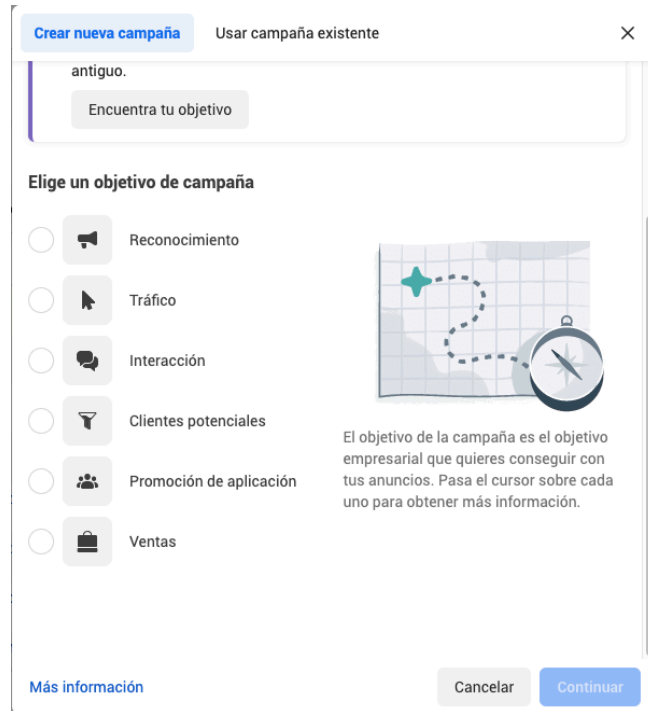 Crear nueva campaña
Usar campaña existente
antiguo.
Encuentra tu objetivo
Elige un objetivo de campaña
Reconocimiento
Tráfico
Interacción
Clientes potenciales
Promoción de aplicación
Ventas
El objetivo de la campaña es el objetivo
empresarial que quieres conseguir con
tus anuncios. Pasa el cursor sobre cada
uno para obtener más información.
Más información
Cancelar
Continuar